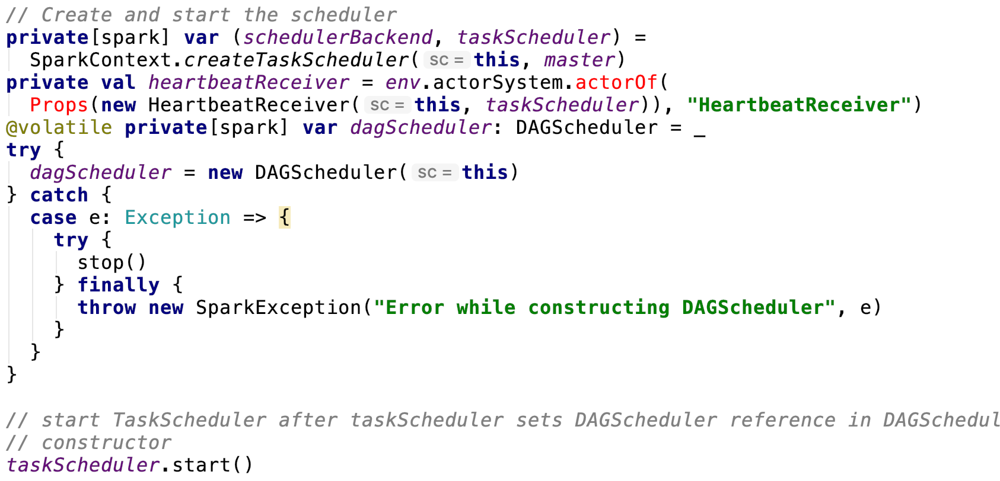 // Create and start the scheduler
private[spark] var (schedulerBackend, taskScheduler) =
  SparkContext.createTaskScheduler( sc = this, master)
private val heartbeatReceiver = env.actorSystem.actorOf(
  Props(new HeartbeatReceiver( sc = this, taskScheduler)), "HeartbeatReceiver")
@volatile private[spark] var dagScheduler: DAGScheduler = _
try {
  dagScheduler = new DAGScheduler( sc = this)
} catch {
  case e: Exception => {
    try {
      stop()
    } finally {
      throw new SparkException("Error while constructing DAGScheduler", e)
    }
  }
}
// start TaskScheduler after taskScheduler sets DAGScheduler reference in DAGSchedul
// constructor
taskScheduler.start()